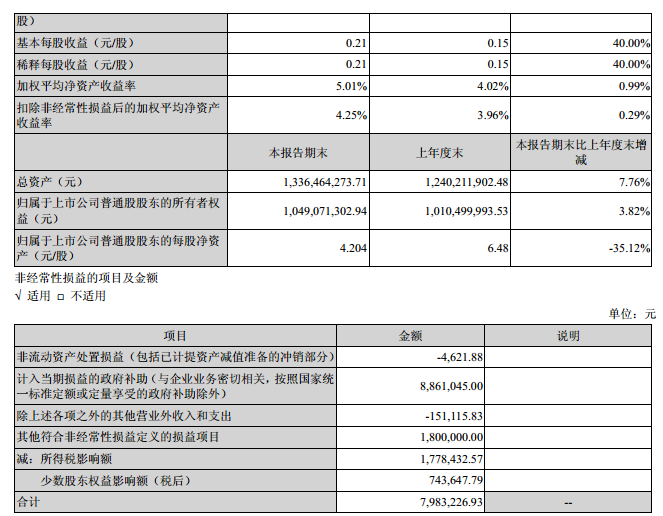 股）
基本每股收益（元/股） 0.21 0.15 40.00%
稀释每股收益（元/股） 0.21 0.15 40.00%
加权平均净资产收益率 5.01% 4.02% 0.99%
扣除非经常性损益后的加权平均净资产
收益率 4.25% 3.96% 0.29%
本报告期末 上年度末 本报告期末比上年度末增
减
总资产（元） 1,336,464,273.71 1,240,211,902.48 7.76%
归属于上市公司普通股股东的所有者权
益（元） 1,049,071,302.94 1,010,499,993.53 3.82%
归属于上市公司普通股股东的每股净资
产（元/股） 4.204 6.48 -35.12%
非经常性损益的项目及金额
√ 适用 □ 不适用
单位：元
项目 金额 说明
非流动资产处置损益（包括已计提资产减值准备的冲销部分） -4,621.88
计入当期损益的政府补助（与企业业务密切相关，按照国家统
一标准定额或定量享受的政府补助除外） 8,861,045.00
除上述各项之外的其他营业外收入和支出 -151,115.83
其他符合非经常性损益定义的损益项目 1,800,000.00
减：所得税影响额 1,778,432.57
少数股东权益影响额（税后） 743,647.79
合计 7,983,226.93 --